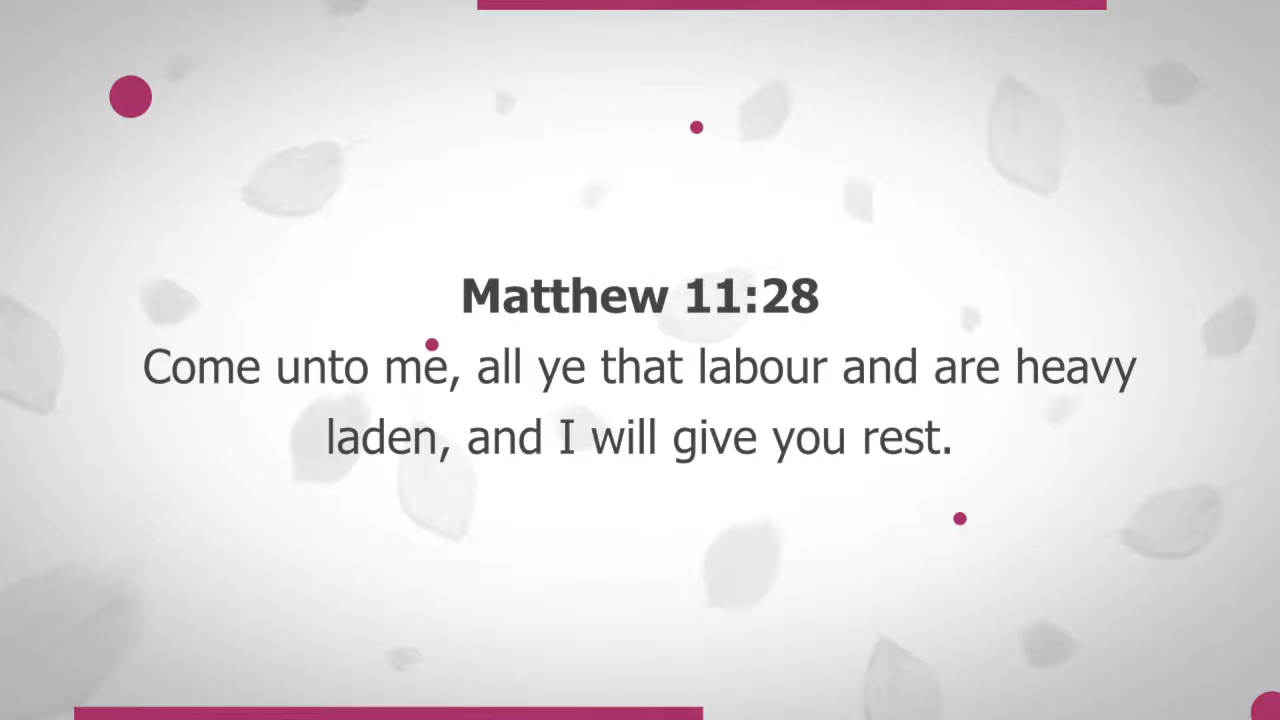 Matthew 11:28
Come unto me, all ye that labour and are heavy
laden, and I will give you rest.